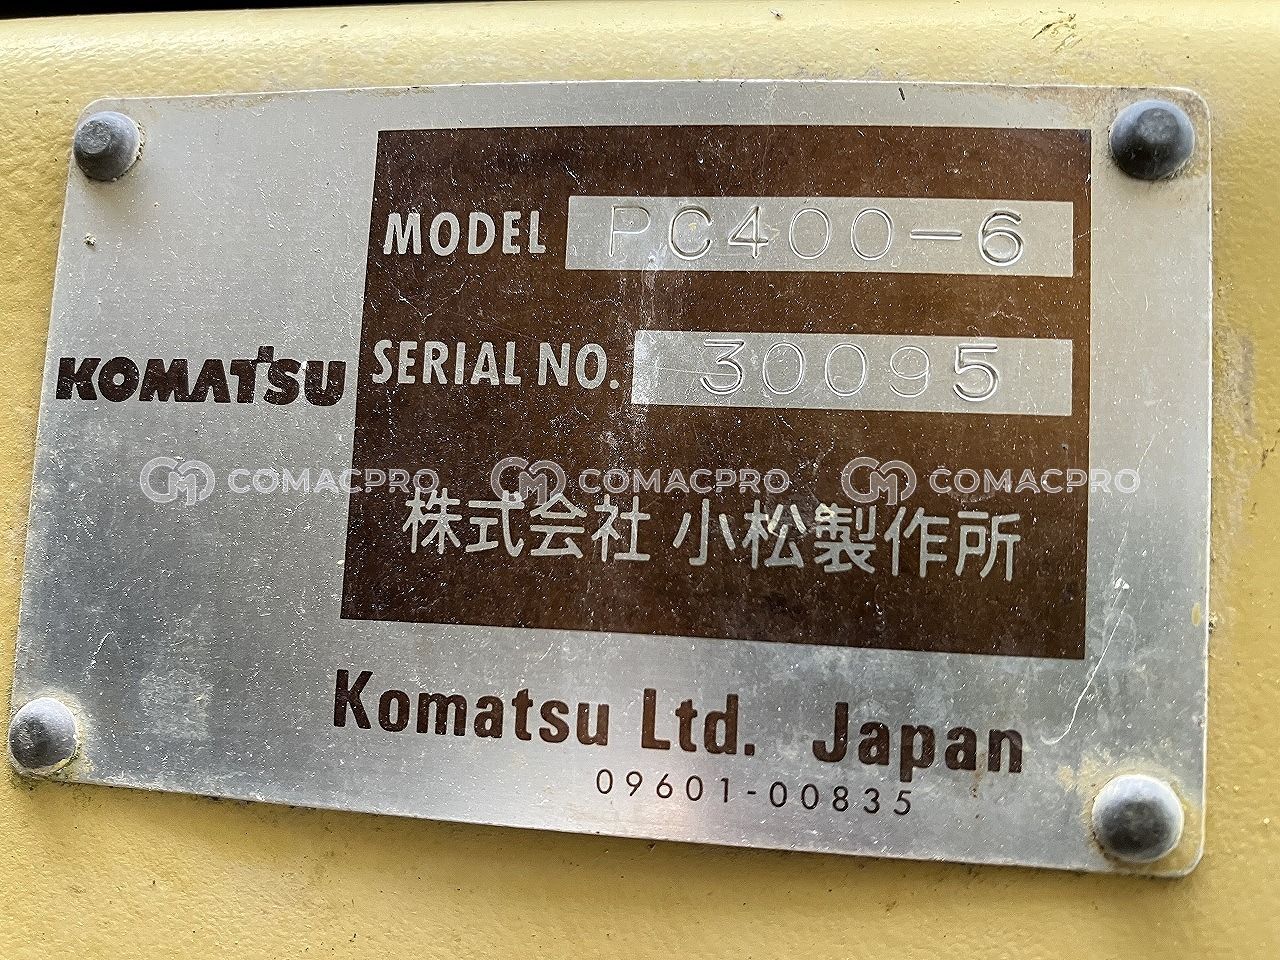 MODEL PC400-6
SERIAL NO. 30095
KOMATSU
COMACPRO COMACPRO COMACPRO
株式会社 小松製作所
Komatsu Ltd. Japan
09601-00835